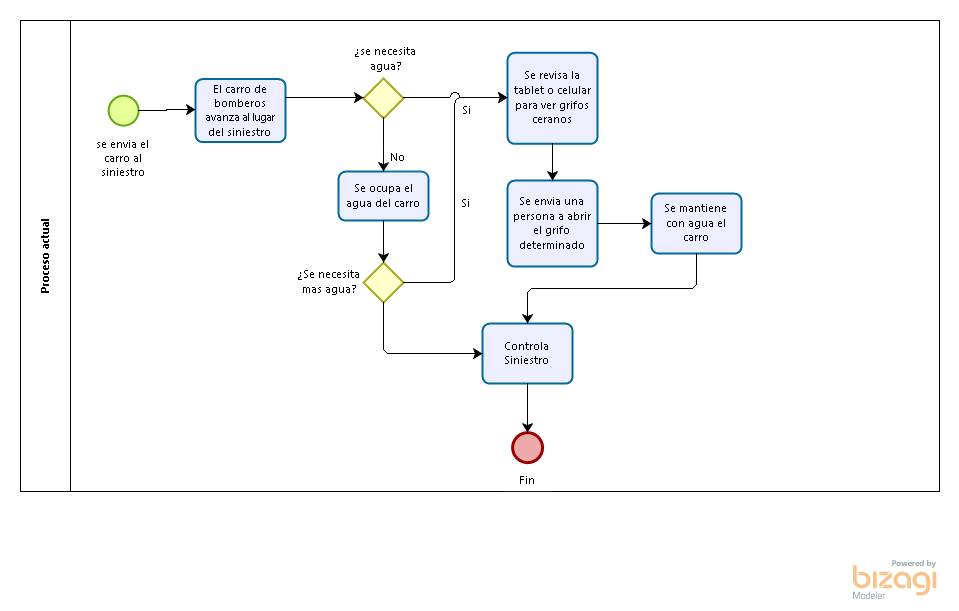 Proceso actual
se envia el
carro al
siniestro
El carro de
bomberos
avanza al lugar
del siniestro
¿se necesita
agua?
Si
No
Se revisa la
tablet o celular
para ver grifos
ceranos
Se ocupa el
agua del carro
Si
Se envia una
persona a abrir
el grifo
determinado
Se mantiene
con agua el
carro
¿Se necesita
mas agua?
Controla
Siniestro
Fin
Powered by
bizagi
Modeler